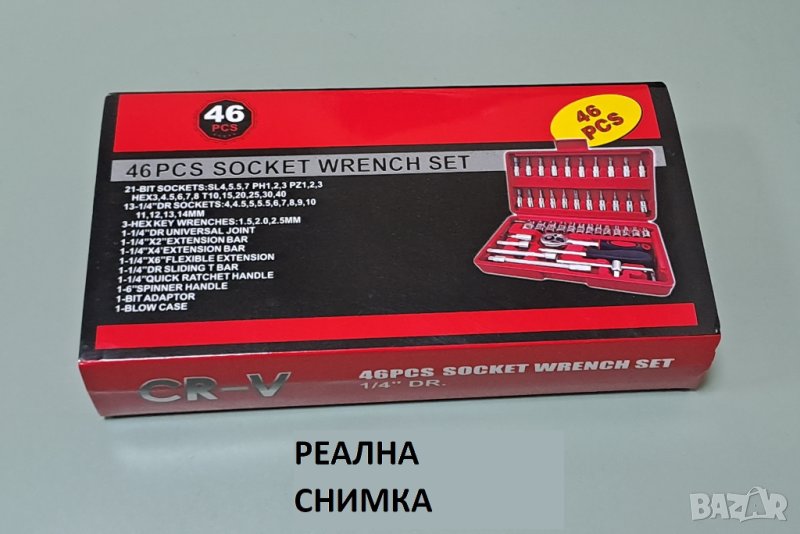 46
PCS
46
PCS
46PCS SOCKET WRENCH SET
21-BIT SOCKETS:SL4,5.5,7 PH1,2,3 PZ1,2,3
HEX3,4,5,6,7,8 T10,15,20,25,30,40
13-1/4"DR SOCKETS:4,4.5,5,5.5,6,7,8,9,10
11,12,13,14MM
3-HEX KEY WRENCHES:1.5,2.0,2.5MM
1-1/4"DR UNIVERSAL JOINT
1-1/4"X2"EXTENSION BAR
1-1/4"X4"EXTENSION BAR
1-1/4"X6"FLEXIBLE EXTENSION
1-1/4"DR SLIDING T BAR
1-1/4"QUICK RATCHET HANDLE
1-6"SPINNER HANDLE
1-BIT ADAPTOR
1-BLOW CASE
CR-V
46PCS SOCKET WRENCH SET
1/4" DR.
РЕАЛНА
СНИМКА
BAZAR